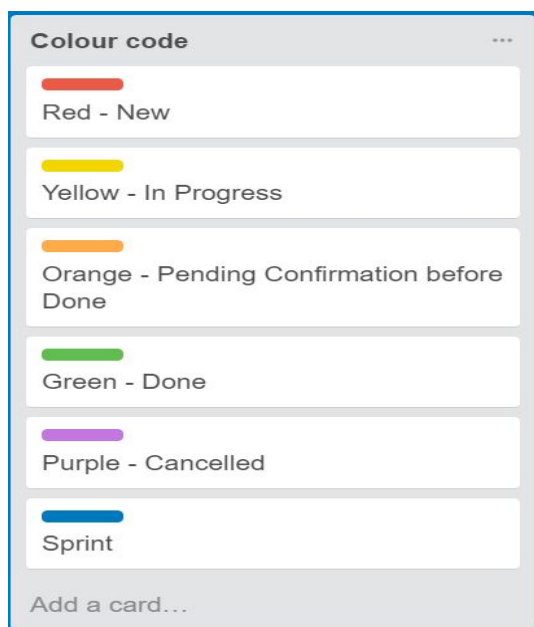 Colour code
Red - New
Yellow - In Progress
Orange - Pending Confirmation before
Done
Green - Done
Purple - Cancelled
Sprint
Add a card...